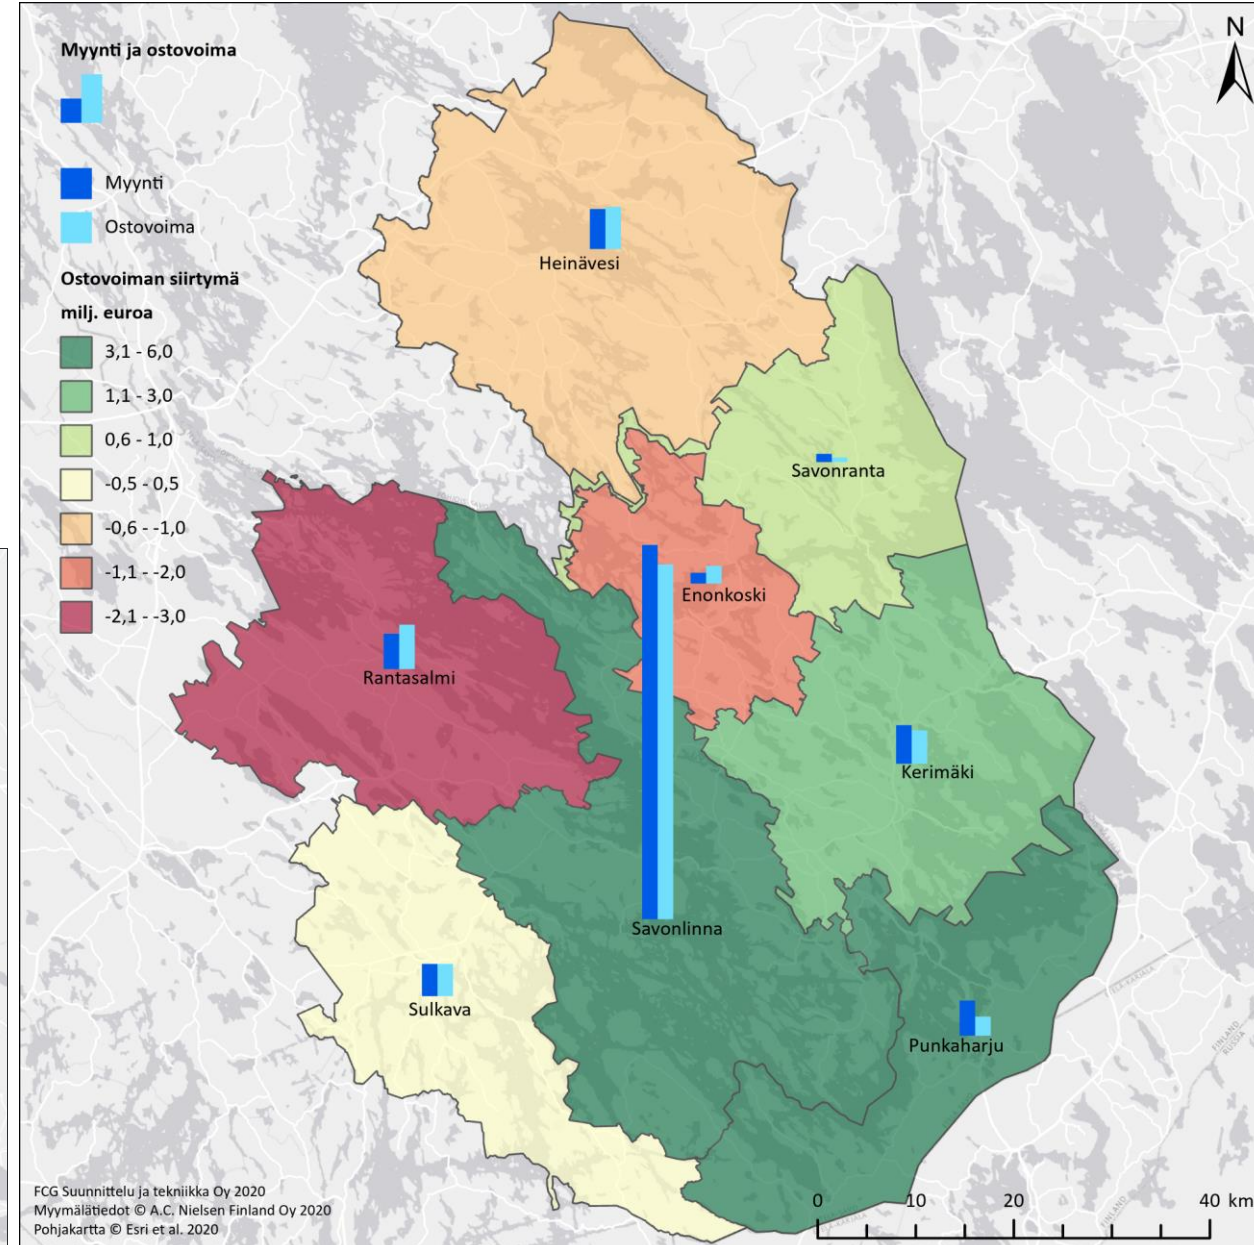 Myynti ja ostovoima
Myynti
Ostovoima
Ostovoiman siirtymä
milj. euroa
3,1 - 6,0
1,1 - 3,0
0,6 - 1,0
-0,5 - 0,5
-0,6 - -1,0
-1,1 - -2,0
-2,1 - -3,0
N
Heinävesi
Savonranta
Enonkoski
Rantasalmi
Kerimäki
Savonlinna
Sulkava
Punkaharju
FINLAND
RUSSIA
FINLAND
FCG Suunnittelu ja tekniikka Oy 2020
Myymälätiedot © A.C. Nielsen Finland Oy 2020
Pohjakartta © Esri et al. 2020
0 10 20 40 km